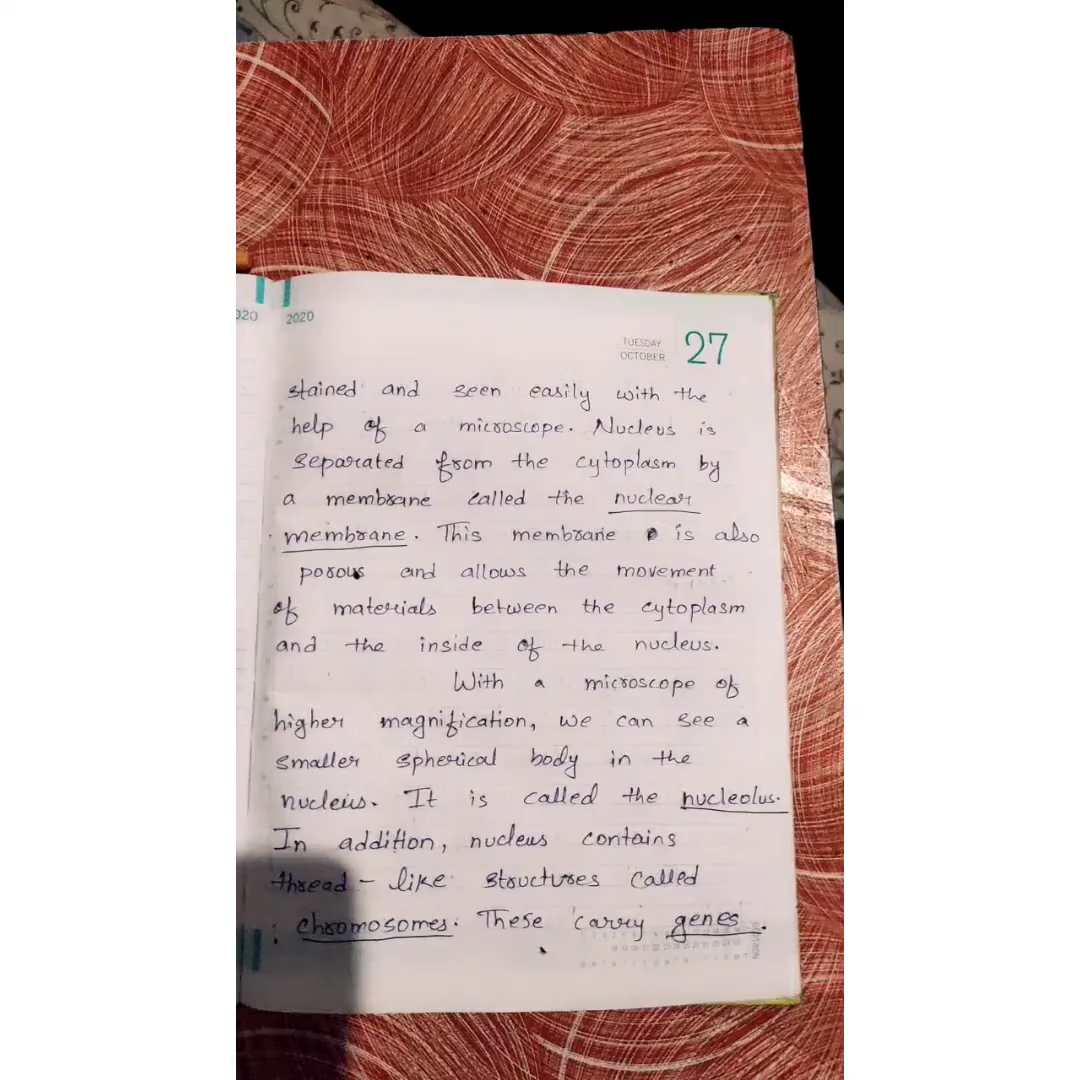 020 2020
TUESDAY
OCTOBER 27
stained and seen easily with the
help of a microscope. Nucleus is
separated from the cytoplasm by
a membrane called the nuclear
membrane. This membrane is also
porous and allows the movement
of materials between the cytoplasm
and the inside of the nucleus.
With a microscope of
higher magnification, we can see a
smaller spherical body in the
nucleus. It is called the nucleolus.
In addition, nucleus contains
thread-like structures called
chromosomes. These carry genes.